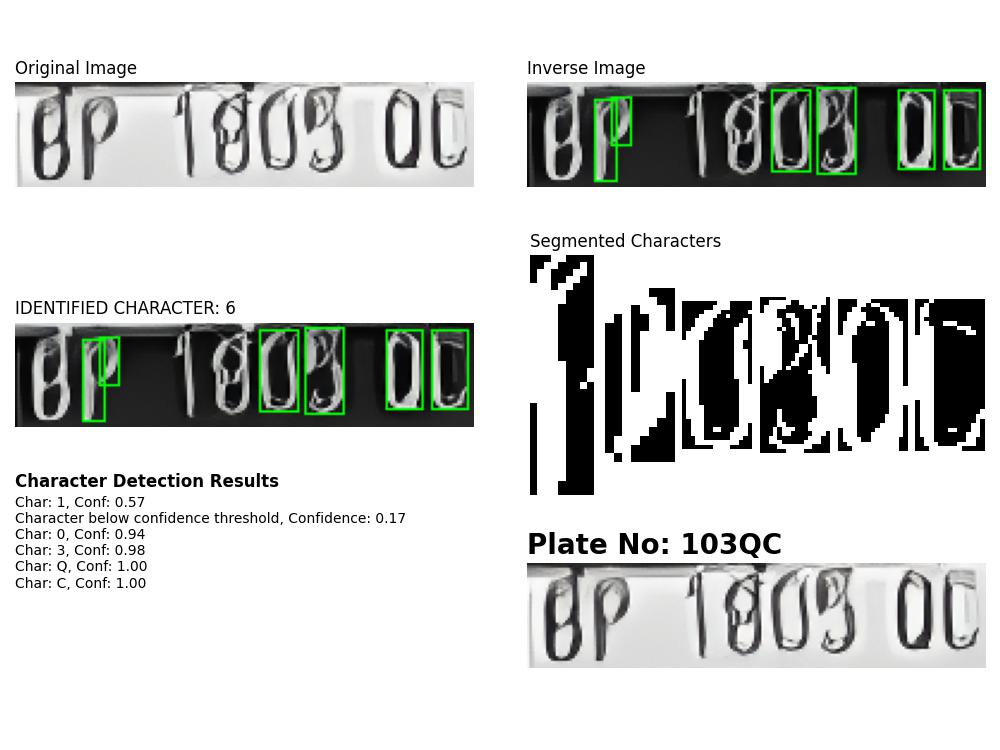 Original Image
Inverse Image
Segmented Characters
IDENTIFIED CHARACTER: 6
Character Detection Results
Char: 1, Conf: 0.57
Character below confidence threshold, Confidence: 0.17
Char: 0, Conf: 0.94
Char: 3, Conf: 0.98
Char: Q, Conf: 1.00
Char: C, Conf: 1.00
Plate No: 103QC